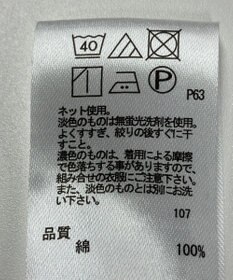 40
P63
P
ネット使用。
淡色のものは無蛍光洗剤を使用。
よくすすぎ、絞りの後すぐに干
すこと。
濃色のものは、着用による摩擦
で色落ちする事がありますので、
組み合せの衣服にご注意下さい。
また、淡色のものとは別にお洗
い下さい。
107
品質
綿 100%